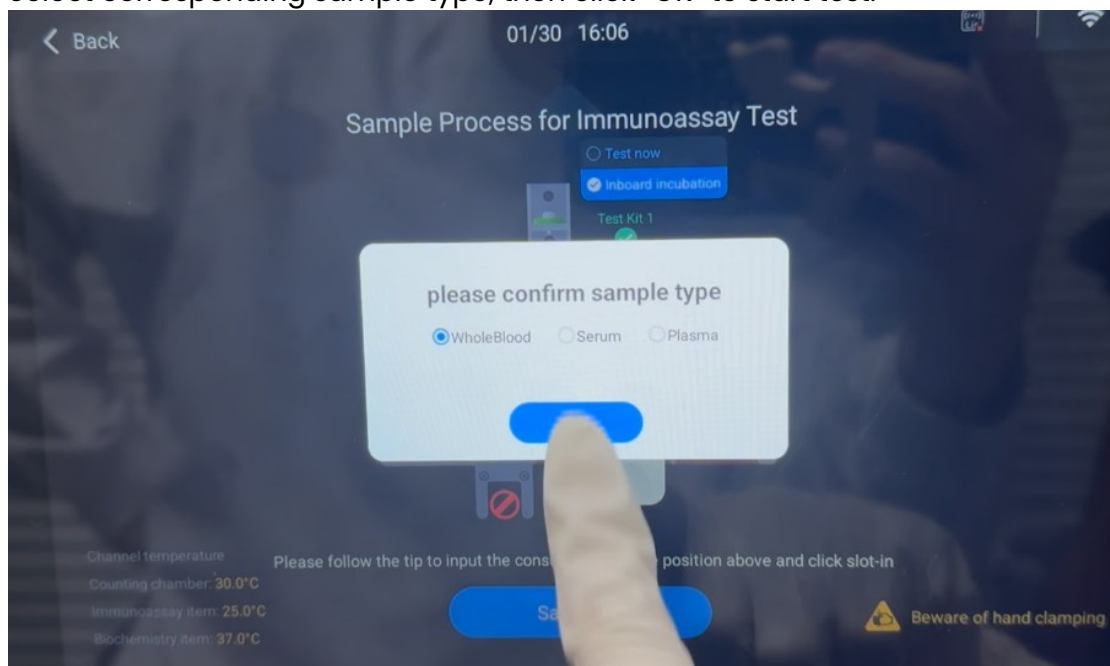 < Back
01/30 16:06
Sample Process for Immunoassay Test
Test now
Inboard incubation
Test Kit 1
please confirm sample type
WholeBlood Serum Plasma
Channel temperature
Counting chamber: 30.0°C
Immunoassay item: 25.0°C
Biochemistry item: 37.0°C
Please follow the tip to input the position above and click slot-in
Beware of hand clamping